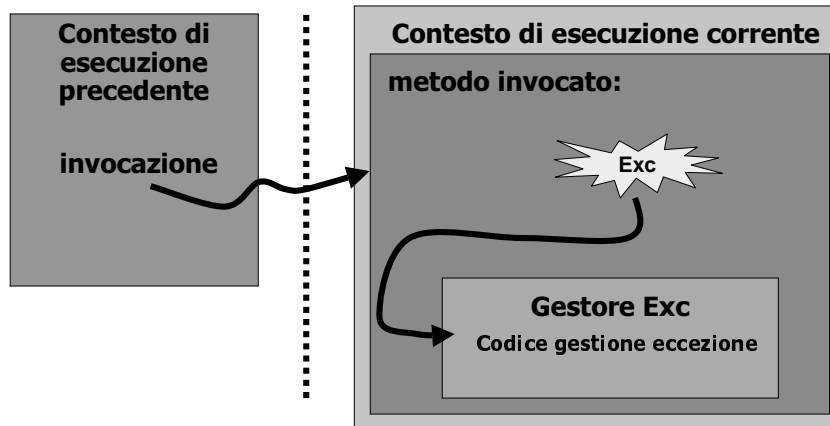 Contesto di
esecuzione
precedente
invocazione
Contesto di esecuzione corrente
metodo invocato:
Exc
Gestore Exc
Codice gestione eccezione